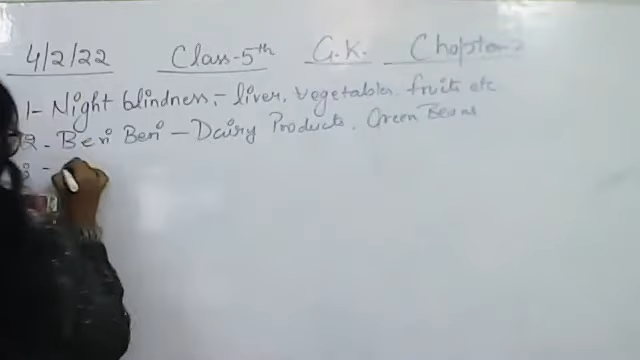 4/2/22 Class-5th G.K. Chapter-2
1- Night blindness,- liver, vegetables, fruits etc
2- Beri Beri - Dairy Products, Green Beans
3 -